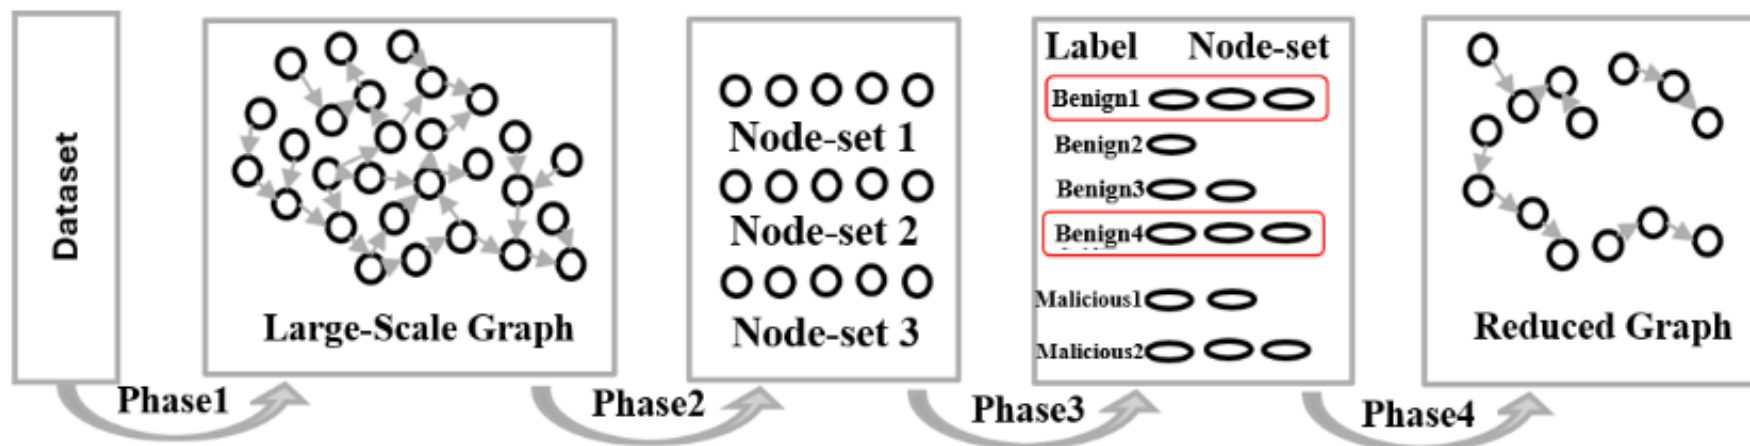 Dataset
Large-Scale Graph
Node-set 1
Node-set 2
Node-set 3
Label Node-set
Benign1
Benign2
Benign3
Benign4
Malicious1
Malicious2
Reduced Graph
Phase1
Phase2
Phase3
Phase4